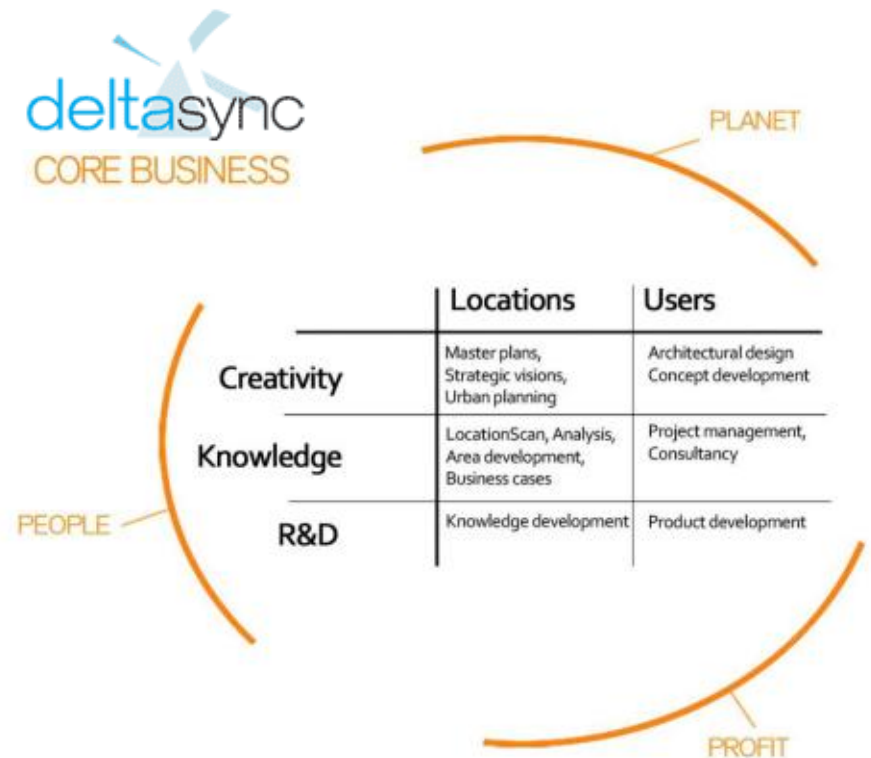 deltasync
CORE BUSINESS
PLANET
Locations
Users
Creativity
Master plans,
Strategic visions,
Urban planning
Architectural design
Concept development
Knowledge
LocationScan, Analysis,
Area development,
Business cases
Project management,
Consultancy
PEOPLE
R&D
Knowledge development
Product development
PROFIT